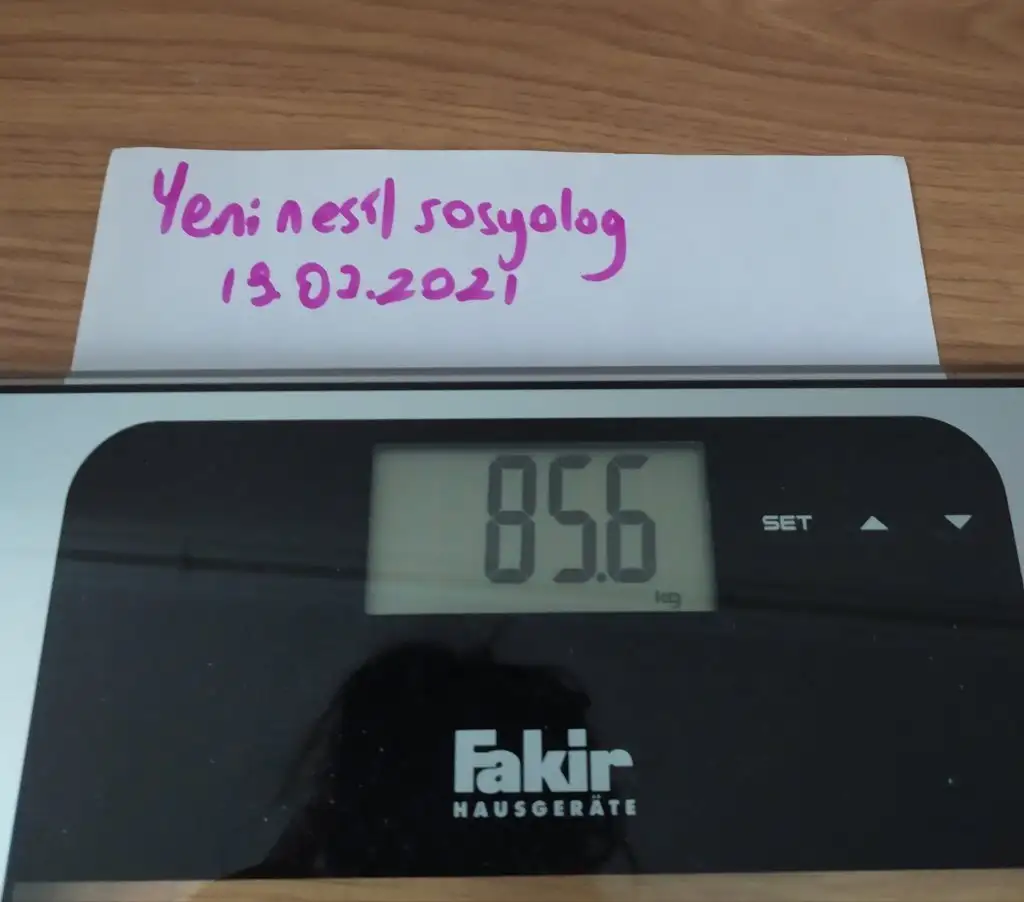 Yeni nesil sosyolog
19.02.2021
85.6
kg
SET
Fakir
HAUSGERÄTE